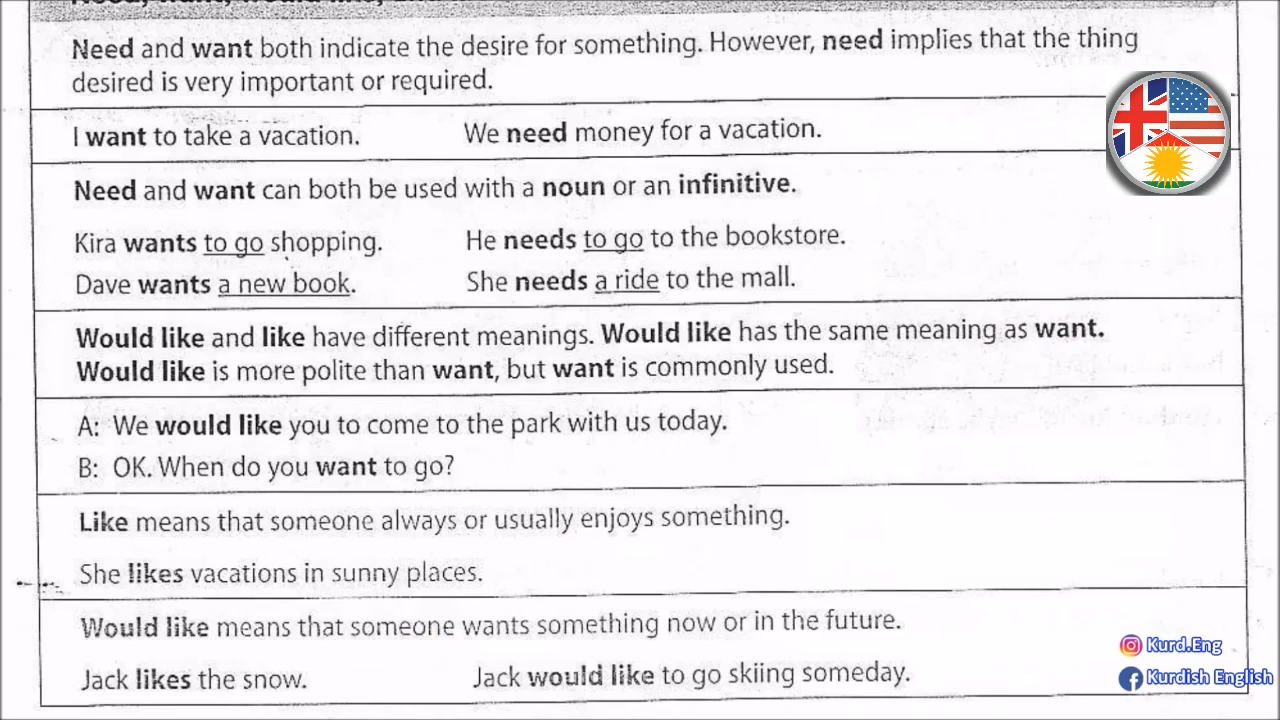 Need and want both indicate the desire for something. However, need implies that the thing
desired is very important or required.
I want to take a vacation. We need money for a vacation.
Need and want can both be used with a noun or an infinitive.
Kira wants to go shopping. He needs to go to the bookstore.
Dave wants a new book. She needs a ride to the mall.
Would like and like have different meanings. Would like has the same meaning as want.
Would like is more polite than want, but want is commonly used.
A: We would like you to come to the park with us today.
B: OK. When do you want to go?
Like means that someone always or usually enjoys something.
She likes vacations in sunny places.
Would like means that someone wants something now or in the future.
Jack likes the snow. Jack would like to go skiing someday.
Kurd.Eng
Kurdish English